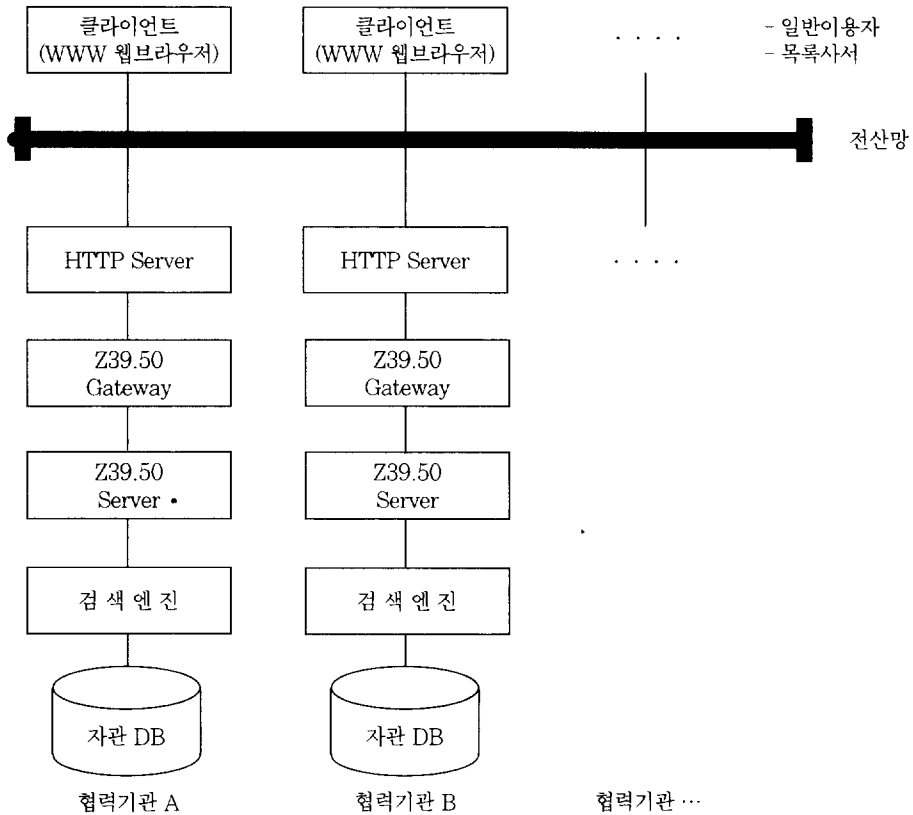 클라이언트
(WWW 웹브라우저)
클라이언트
(WWW 웹브라우저)
. . . .
- 일반이용자
- 목록사서
전산망
HTTP Server
HTTP Server
. . . .
Z39.50
Gateway
Z39.50
Gateway
Z39.50
Server
Z39.50
Server
검 색 엔 진
검 색 엔 진
자관 DB
자관 DB
협력기관 A
협력기관 B
협력기관 …